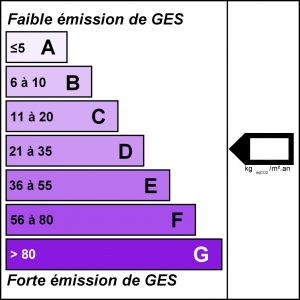 Faible émission de GES
≤5 A
6 à 10 B
11 à 20 C
21 à 35 D
36 à 55 E
56 à 80 F
> 80 G
Forte émission de GES
kg eqCO2 /m².an